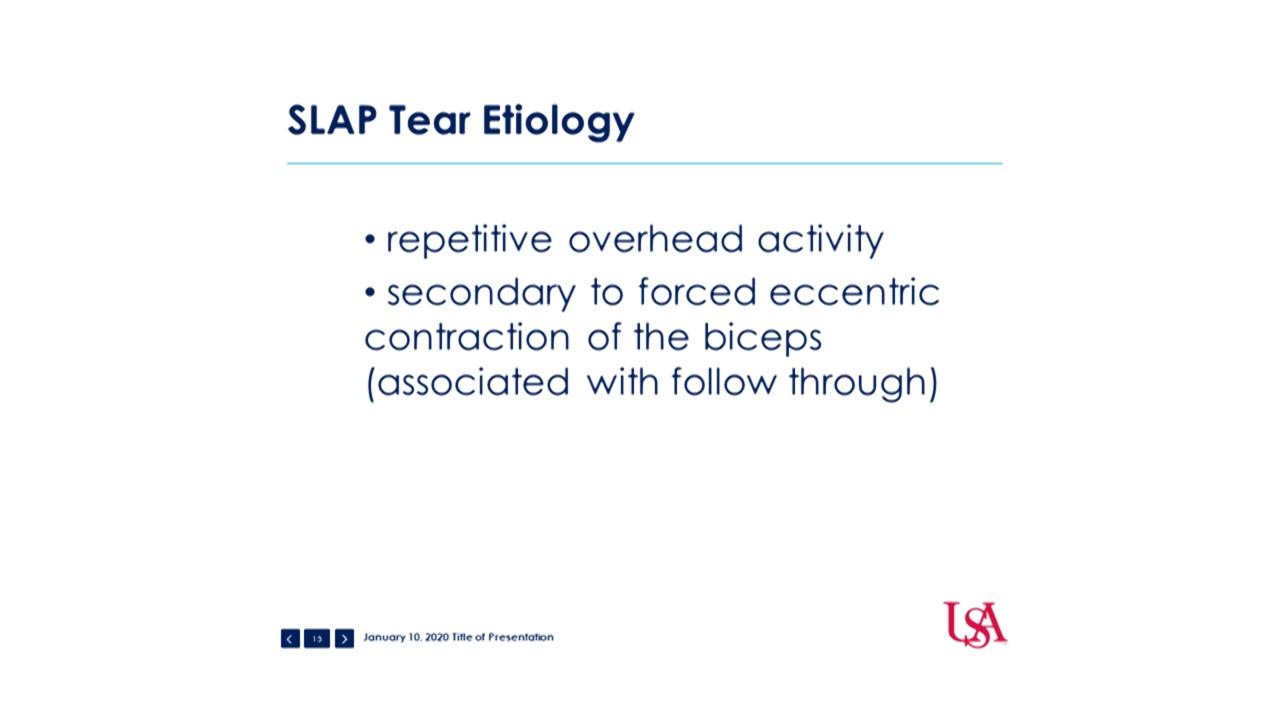 SLAP Tear Etiology
• repetitive overhead activity
• secondary to forced eccentric
contraction of the biceps
(associated with follow through)
13 January 10, 2020 Title of Presentation
USA